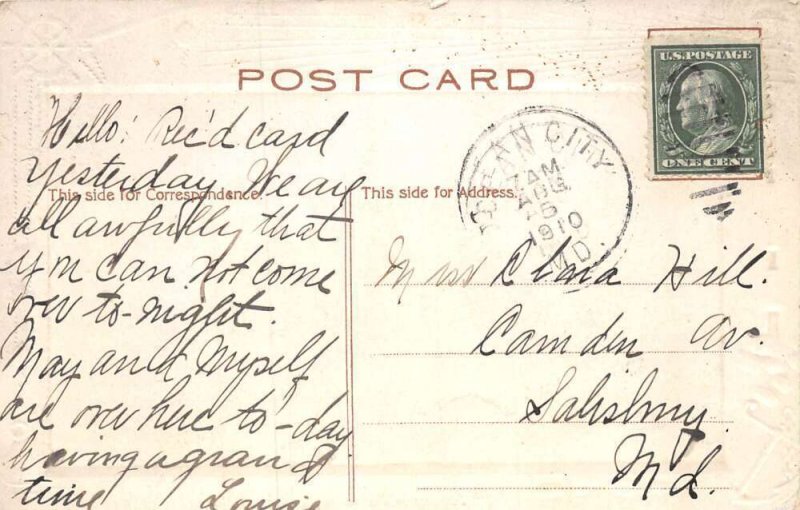 POST CARD
U.S. POSTAGE
ONE CENT
OCEAN CITY
7 AM
AUG
5
1910
MD.
This side for Correspondence.
This side for Address.
Hello! Rec'd card
yesterday. We are
all awfully that
you can not come
over to-night.
May and Myself
are over here to-day
having a grand
time Louise
Miss Clara Hill.
Camden Av.
Salisbury
Md.